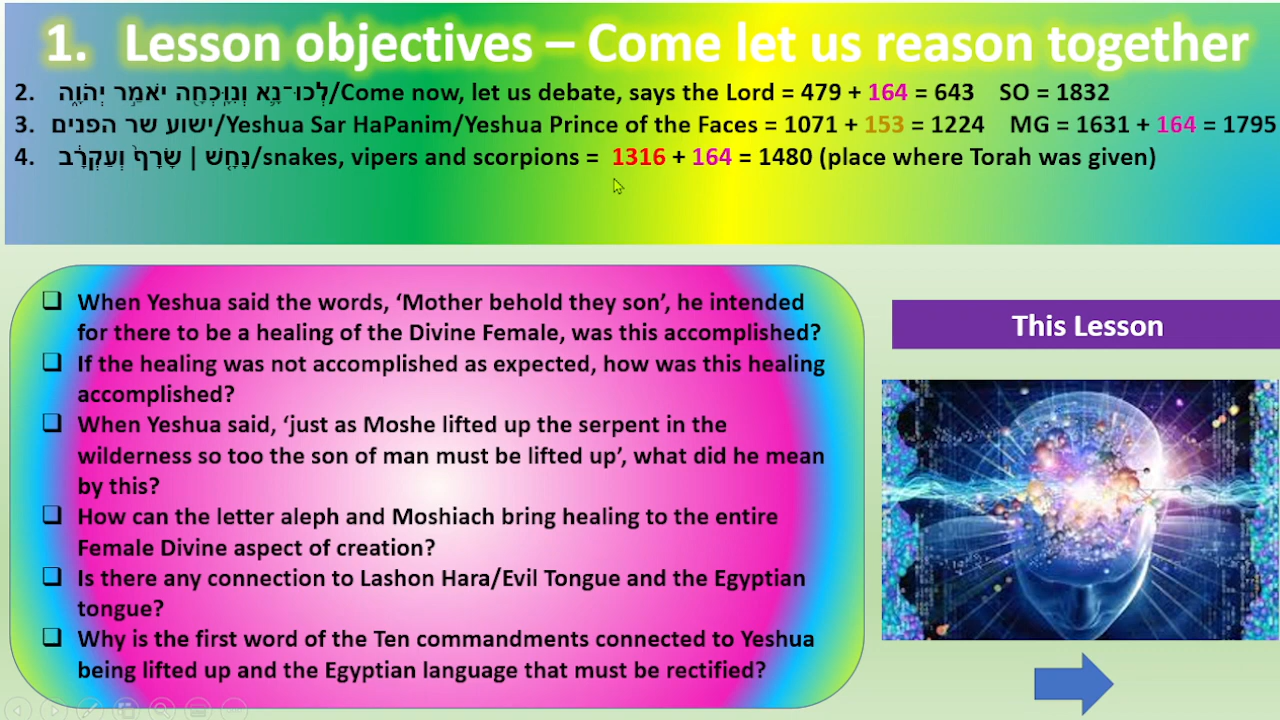 1. Lesson objectives – Come let us reason together
2. לְכוּ־נָ֛א וְנִוָּֽכְחָ֖ה יֹאמַ֣ר יְהֹוָ֑ה/Come now, let us debate, says the Lord = 479 + 164 = 643 SO = 1832
3. ישוע שר הפנים/Yeshua Sar HaPanim/Yeshua Prince of the Faces = 1071 + 153 = 1224 MG = 1631 + 164 = 1795
4. נָחָ֤שׁ | שָׂרָף֙ וְעַקְרָ֔ב/snakes, vipers and scorpions = 1316 + 164 = 1480 (place where Torah was given)
When Yeshua said the words, ‘Mother behold they son’, he intended
for there to be a healing of the Divine Female, was this accomplished?
If the healing was not accomplished as expected, how was this healing
accomplished?
When Yeshua said, ‘just as Moshe lifted up the serpent in the
wilderness so too the son of man must be lifted up’, what did he mean
by this?
How can the letter aleph and Moshiach bring healing to the entire
Female Divine aspect of creation?
Is there any connection to Lashon Hara/Evil Tongue and the Egyptian
tongue?
Why is the first word of the Ten commandments connected to Yeshua
being lifted up and the Egyptian language that must be rectified?
This Lesson